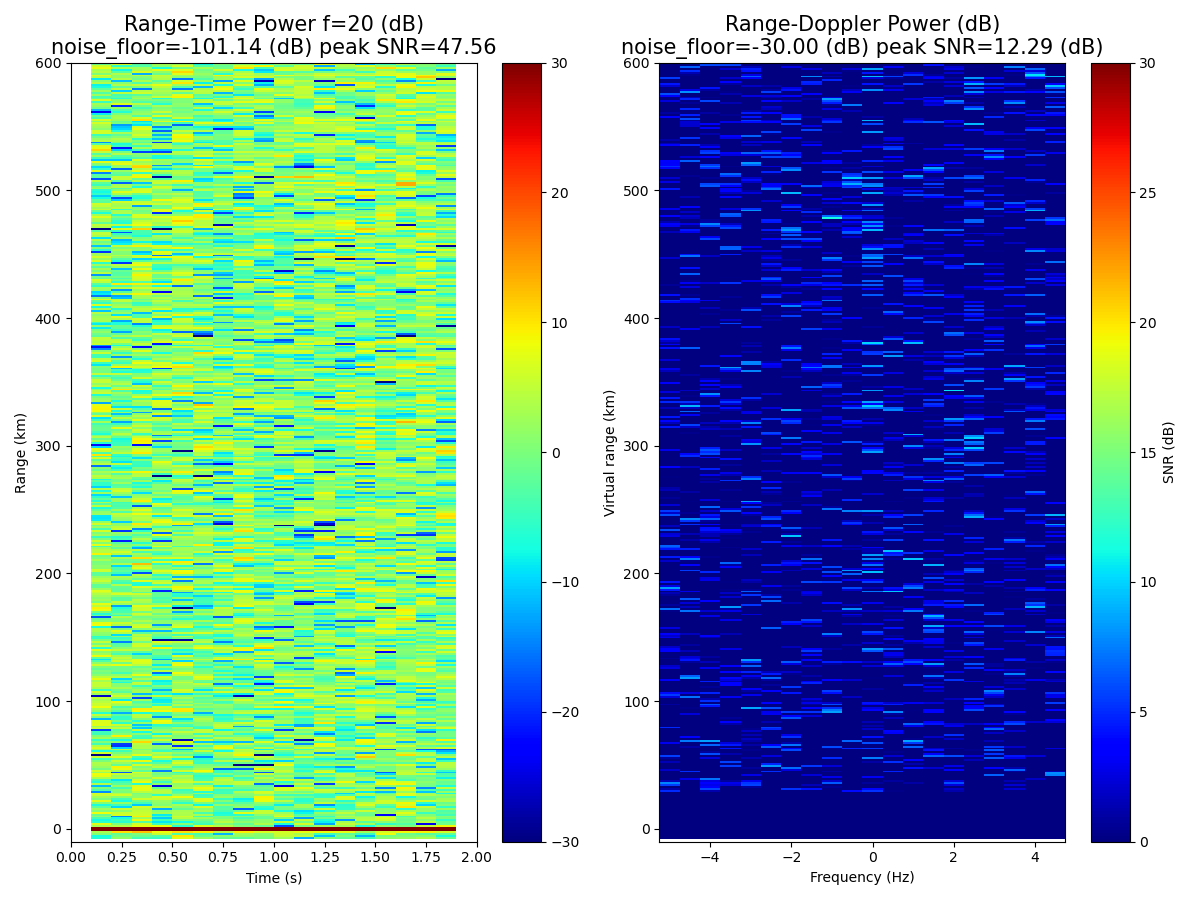 Range-Time Power f=20 (dB)
noise_floor=-101.14 (dB) peak SNR=47.56
600
500
400
300
200
100
0
Range (km)
0.00 0.25 0.50 0.75 1.00 1.25 1.50 1.75 2.00
Time (s)
30
20
10
0
−10
−20
−30
Range-Doppler Power (dB)
noise_floor=-30.00 (dB) peak SNR=12.29 (dB)
600
500
400
300
200
100
0
Virtual range (km)
−4 −2 0 2 4
Frequency (Hz)
30
25
20
15
10
5
0
SNR (dB)